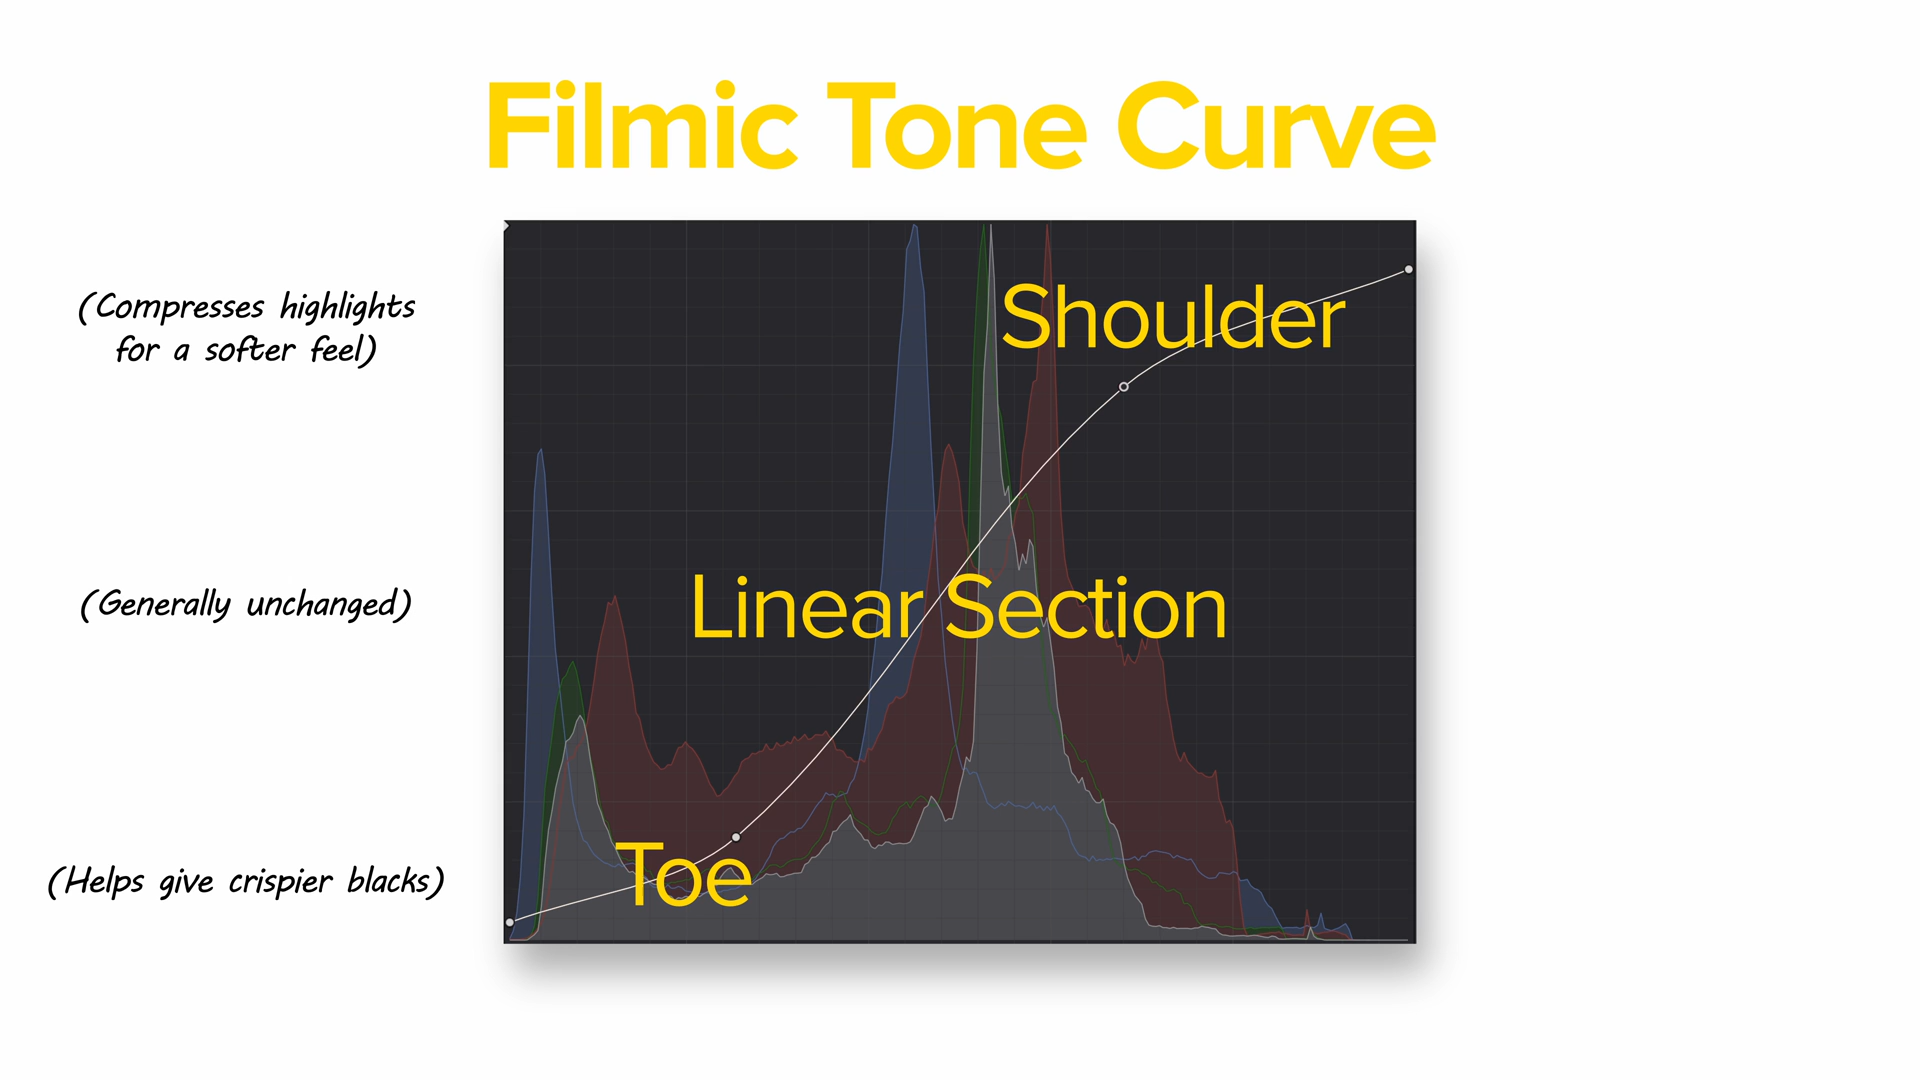 Filmic Tone Curve
(Compresses highlights
for a softer feel)
Shoulder
(Generally unchanged)
Linear Section
(Helps give crispier blacks)
Toe